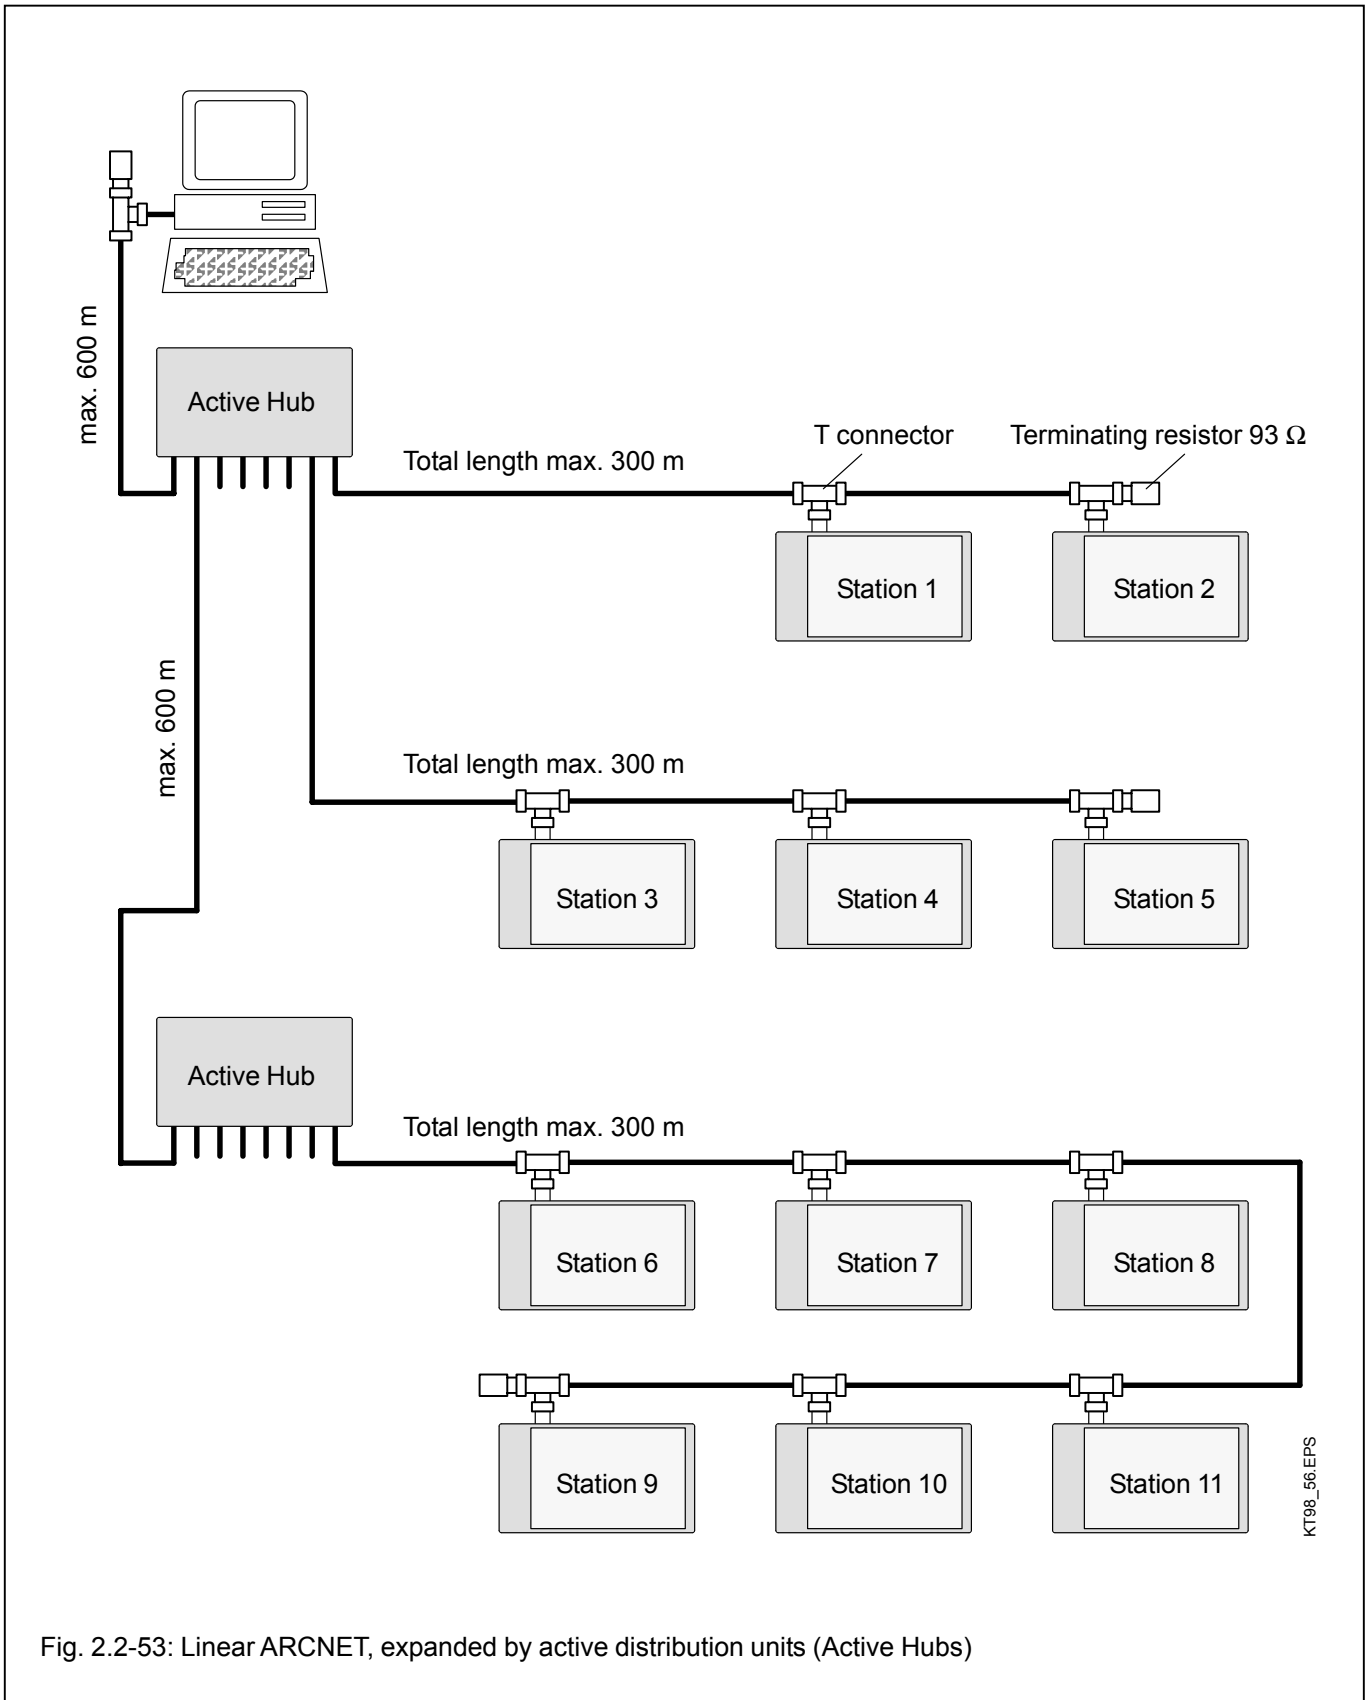 max. 600 m
Active Hub
T connector
Terminating resistor 93 Ω
Total length max. 300 m
Station 1
Station 2
max. 600 m
Total length max. 300 m
Station 3
Station 4
Station 5
Active Hub
Total length max. 300 m
Station 6
Station 7
Station 8
Station 9
Station 10
Station 11
KT98_56.EPS
Fig. 2.2-53: Linear ARCNET, expanded by active distribution units (Active Hubs)